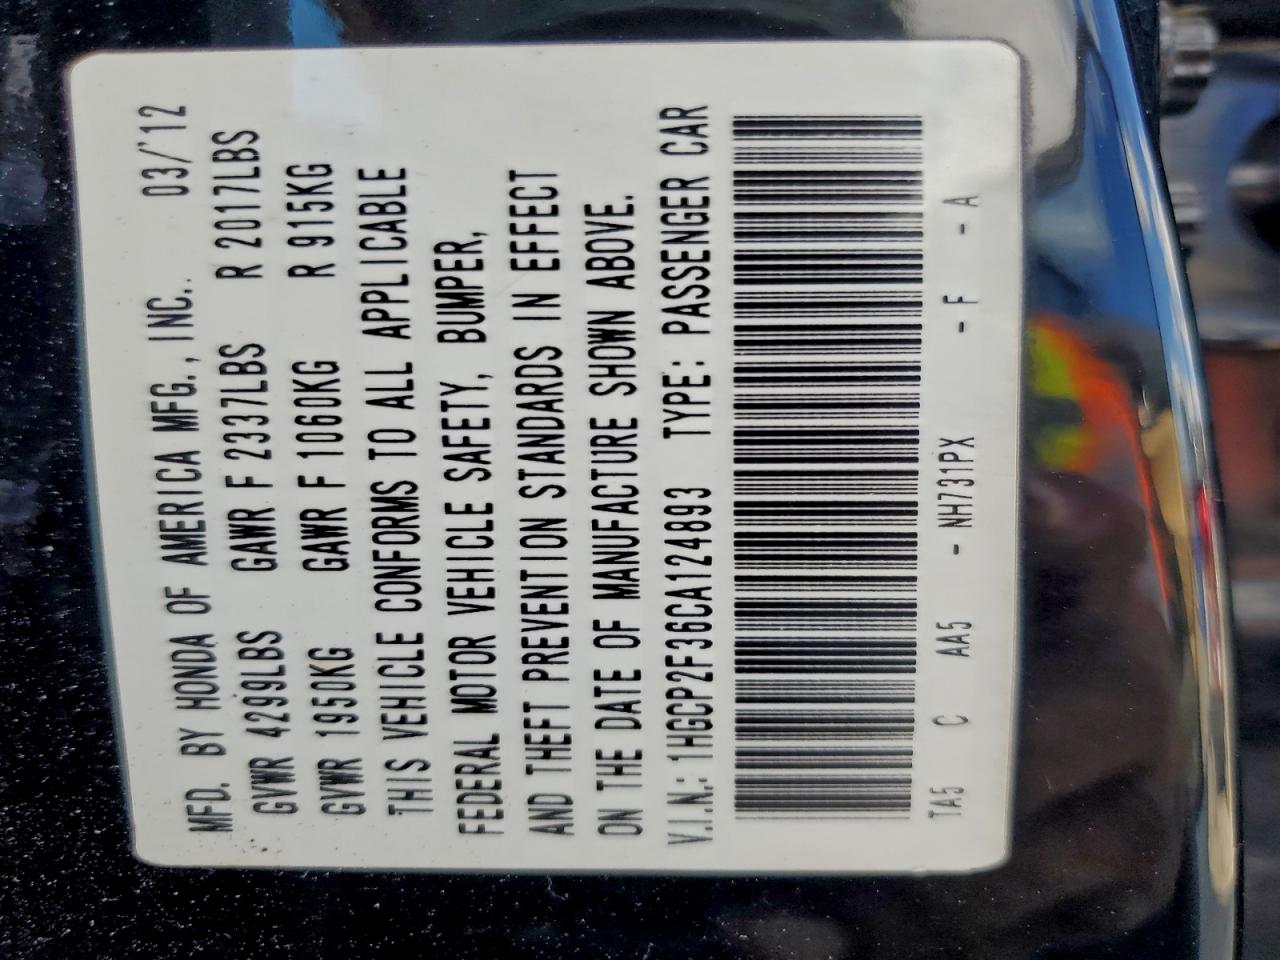 MFD. BY HONDA OF AMERICA MFG., INC. 03/'12
GVWR 4299LBS GAWR F 2337LBS R 2017LBS
GVWR 1950KG GAWR F 1060KG R 915KG
THIS VEHICLE CONFORMS TO ALL APPLICABLE
FEDERAL MOTOR VEHICLE SAFETY, BUMPER,
AND THEFT PREVENTION STANDARDS IN EFFECT
ON THE DATE OF MANUFACTURE SHOWN ABOVE.
V.I.N.: 1HGCP2F36CA124893 TYPE: PASSENGER CAR
TA5 C AA5 - NH731PX - F - A